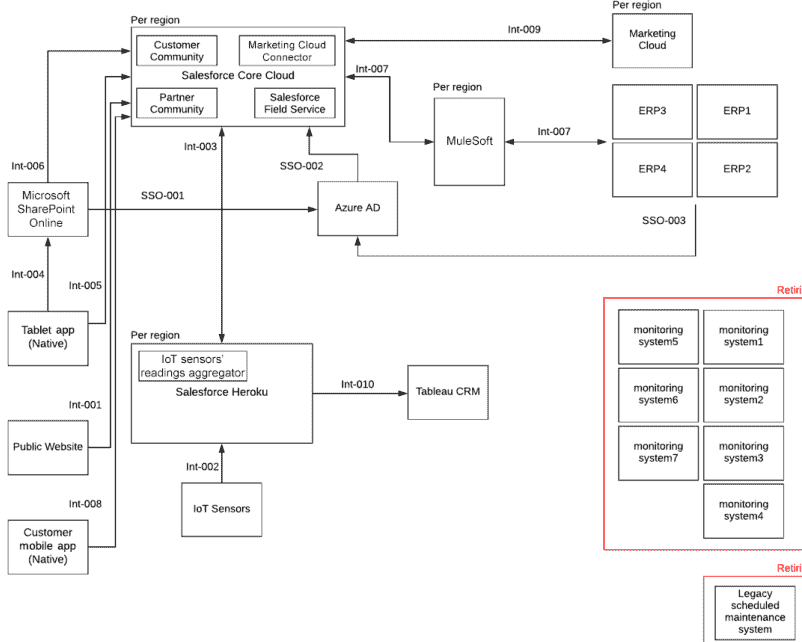 Per region
Per region
Customer
Community
Marketing Cloud
Connector
Int-009
Marketing
Cloud
Salesforce Core Cloud
Int-007
Partner
Community
Salesforce
Field Service
Per region
ERP3
ERP1
Int-003
MuleSoft
Int-007
Int-006
SSO-002
ERP4
ERP2
Microsoft
SharePoint
Online
SSO-001
Azure AD
SSO-003
Int-004
Int-005
Retiri
Tablet app
(Native)
Per region
IoT sensors'
readings aggregator
Salesforce Heroku
Int-010
Tableau CRM
monitoring
system5
monitoring
system1
monitoring
system6
monitoring
system2
Int-001
Public Website
monitoring
system7
monitoring
system3
Int-002
Int-008
IoT Sensors
monitoring
system4
Customer
mobile app
(Native)
Retiri
Legacy
scheduled
maintenance
system